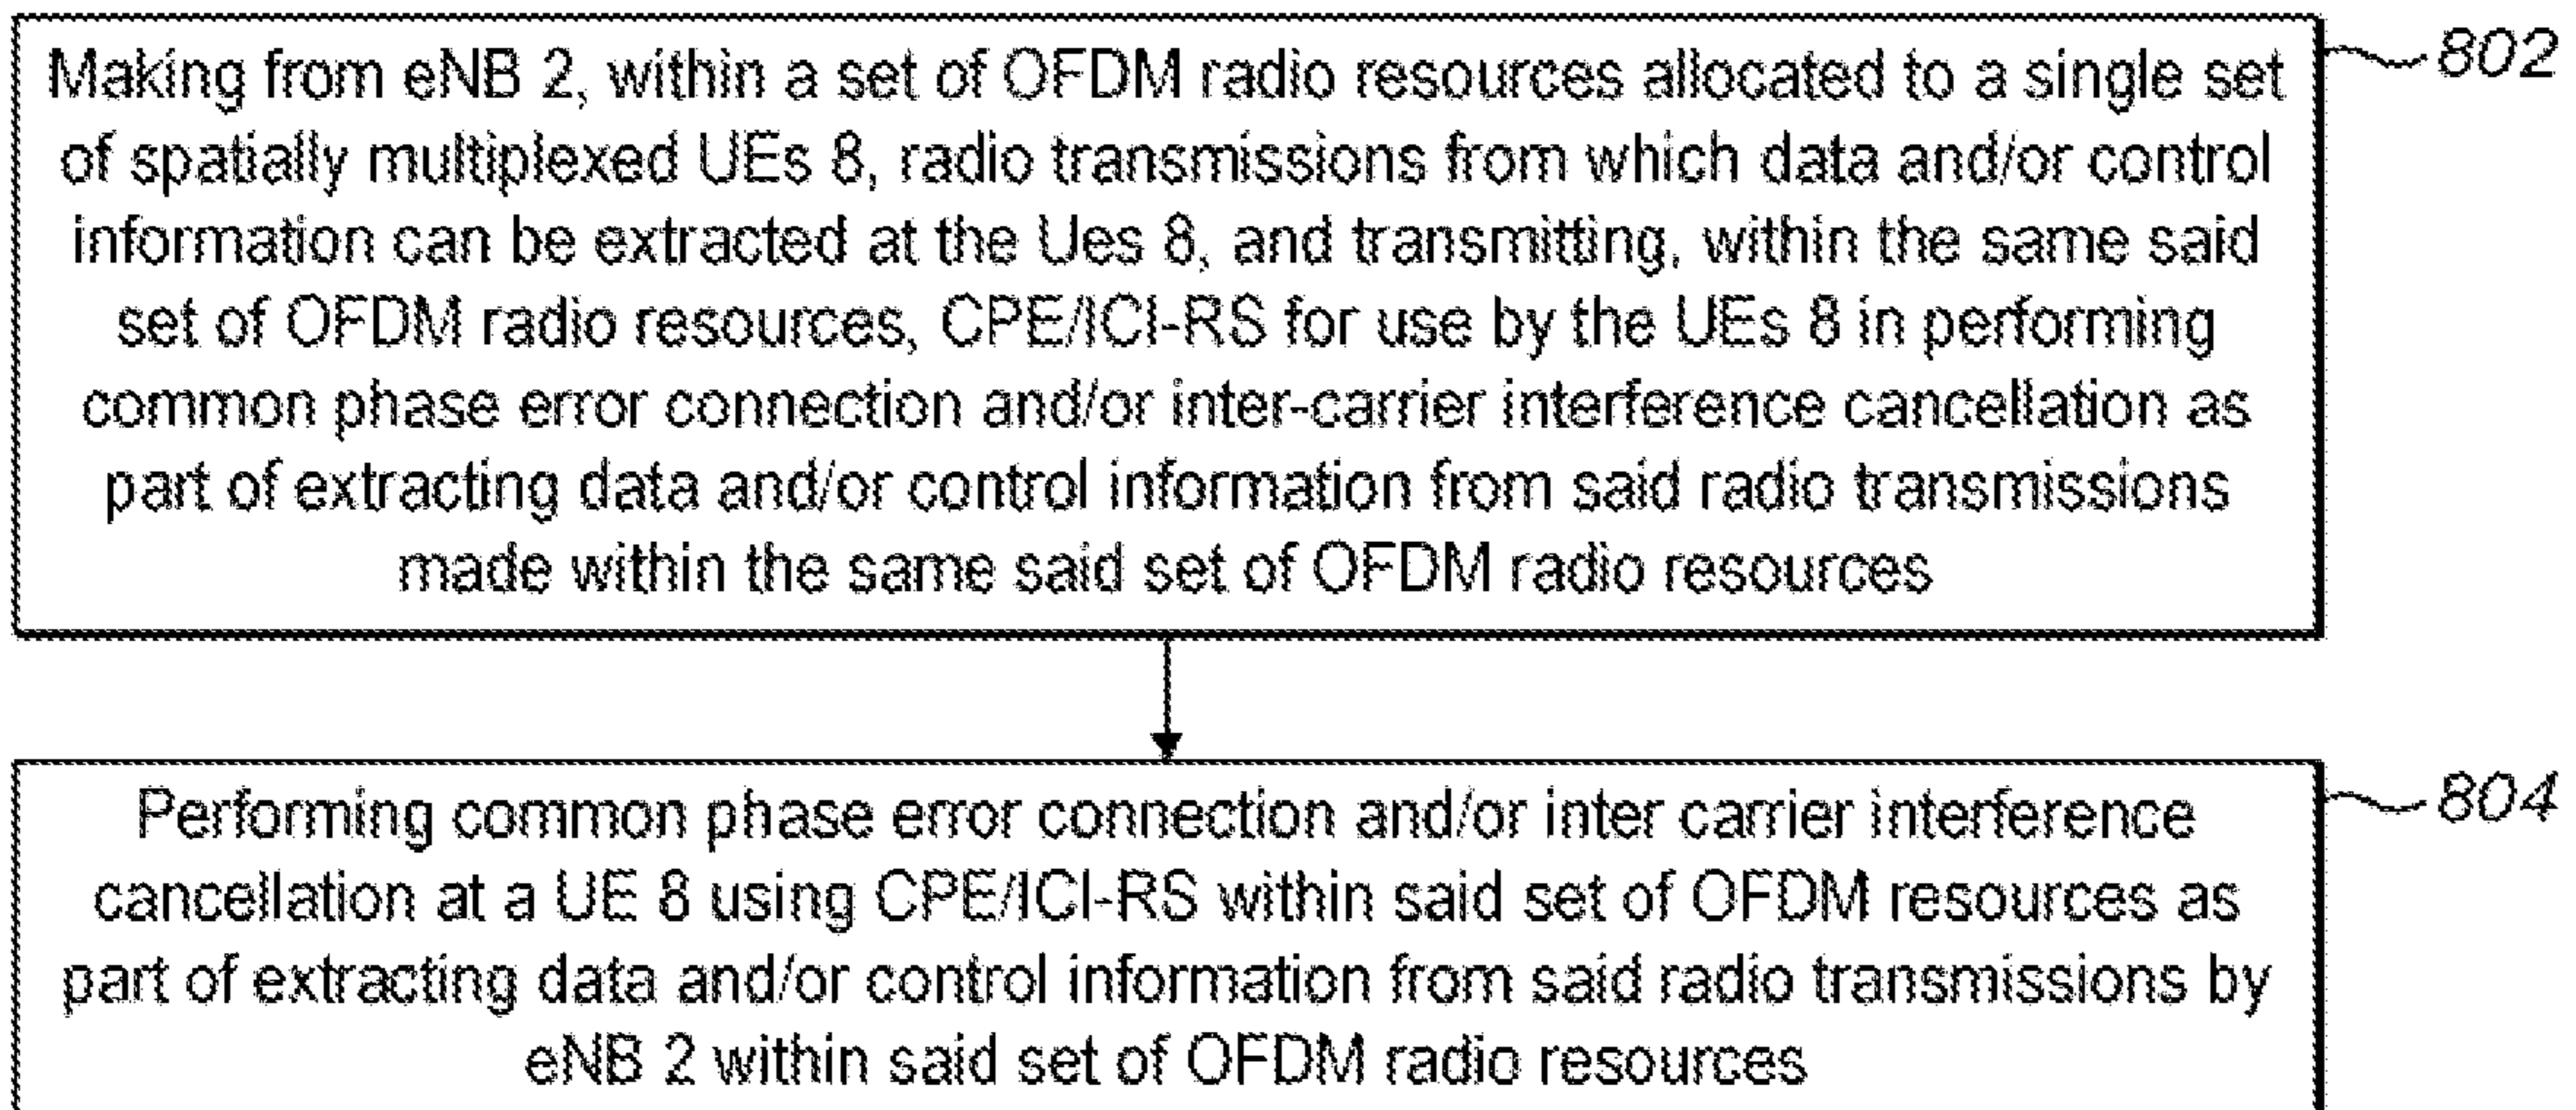 Making from eNB 2, within a set of OFDM radio resources allocated to a single set
802
of spatially multiplexed UEs 8, radio transmissions from which data and/or control
information can be extracted at the Ues 8, and transmitting, within the same said
set of OFDM radio resources, CPE/ICI-RS for use by the UEs 8 in performing
common phase error connection and/or inter-carrier interference cancellation as
part of extracting data and/or control information from said radio transmissions
made within the same said set of OFDM radio resources
Performing common phase error connection and/or inter carrier interference
804
cancellation at a UE 8 using CPE/ICI-RS within said set of OFDM resources as
part of extracting data and/or control information from said radio transmissions by
eNB 2 within said set of OFDM radio resources